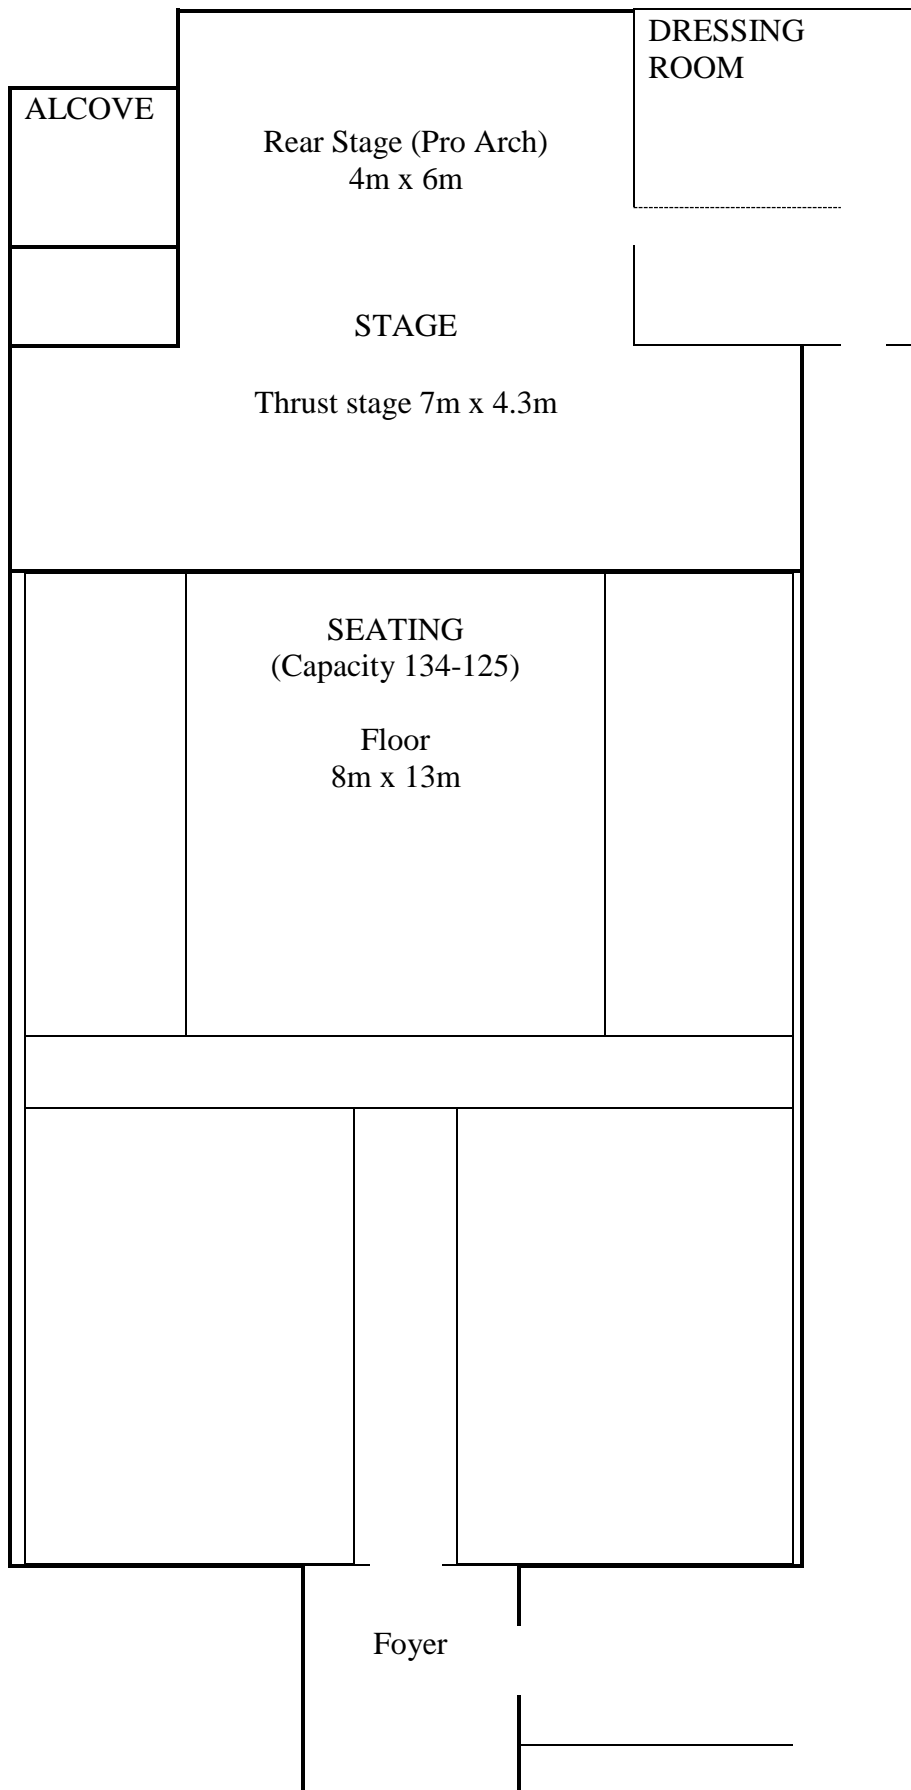 DRESSING
ROOM
ALCOVE
Rear Stage (Pro Arch)
4m x 6m
STAGE
Thrust stage 7m x 4.3m
SEATING
(Capacity 134-125)
Floor
8m x 13m
Foyer